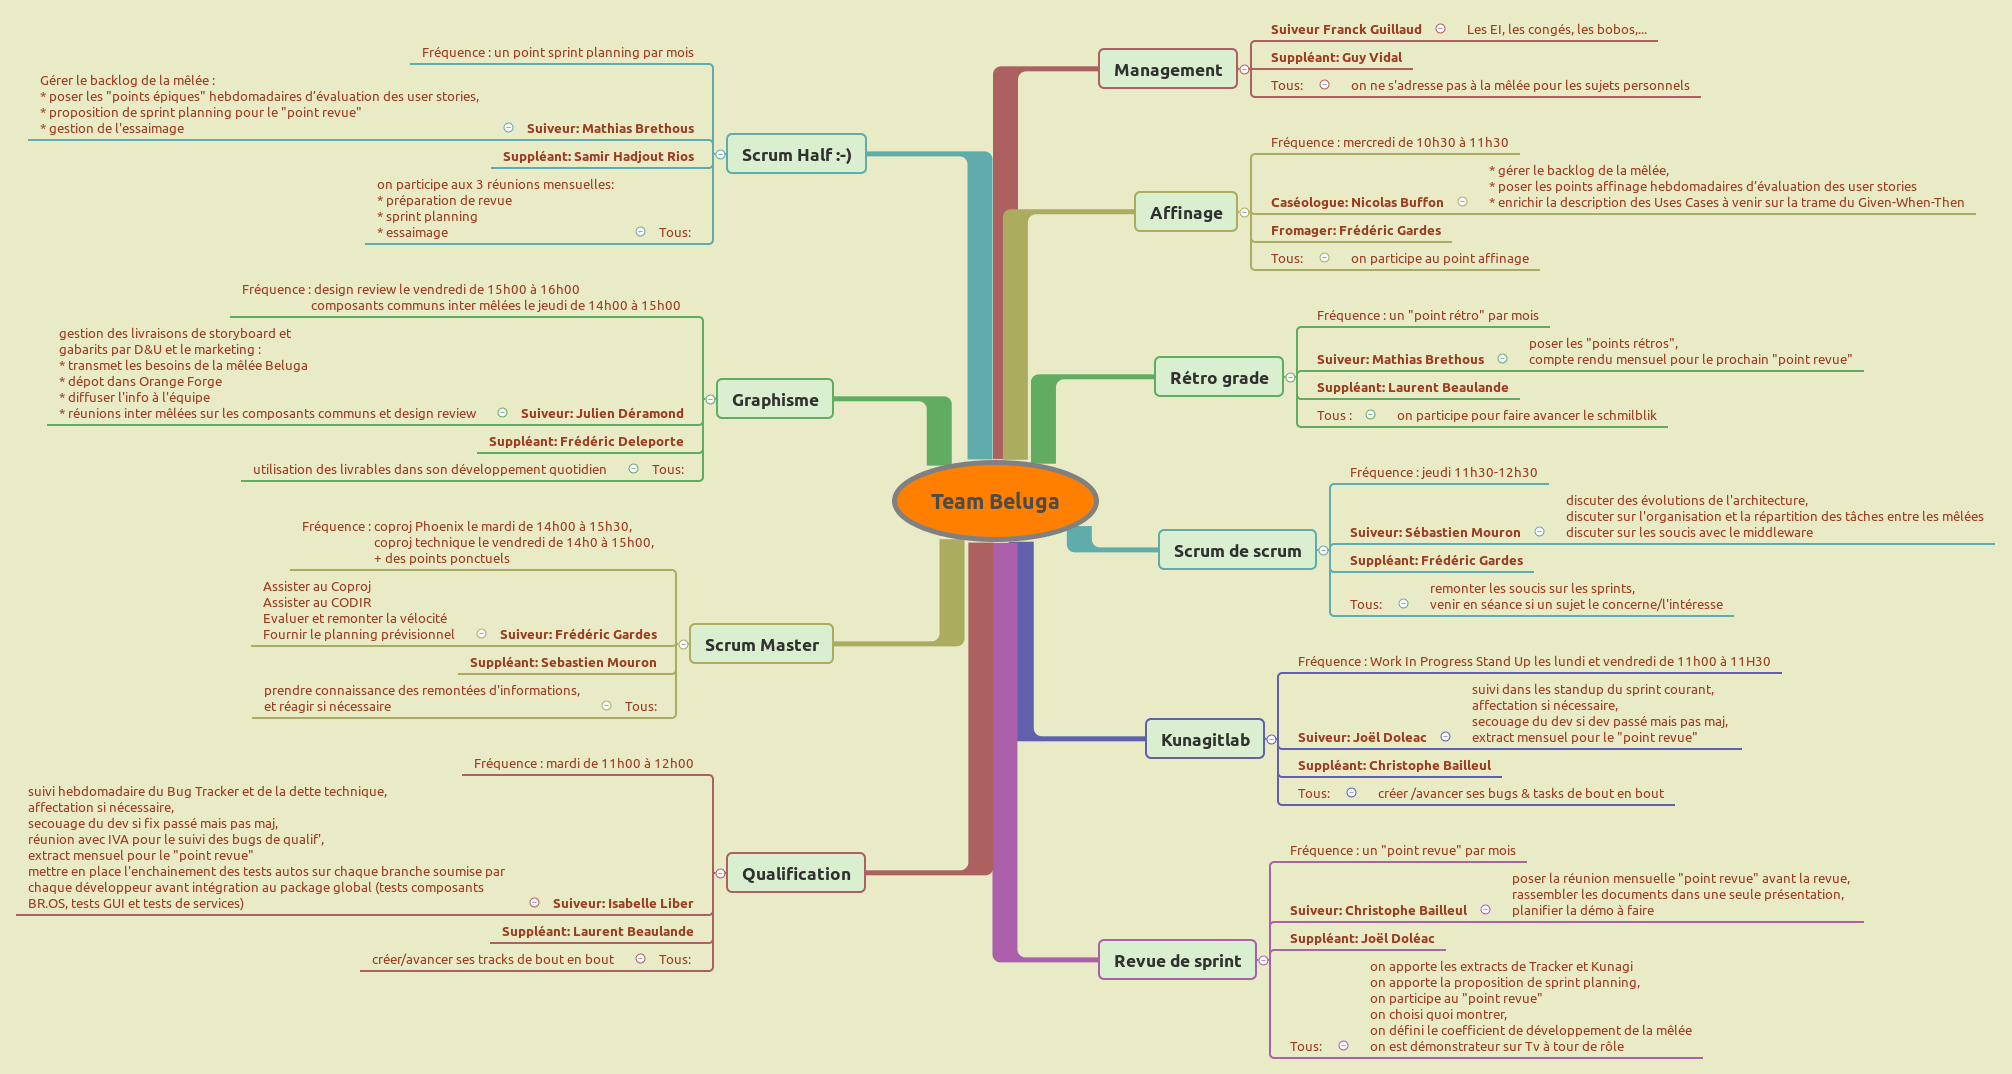 Team Beluga
Scrum Half :-)
Fréquence : un point sprint planning par mois
Gérer le backlog de la mêlée :
* poser les "points épiques" hebdomadaires d’évaluation des user stories,
* proposition de sprint planning pour le "point revue"
* gestion de l'essaimage
Suiveur: Mathias Brethous
Suppléant: Samir Hadjout Rios
on participe aux 3 réunions mensuelles:
* préparation de revue
* sprint planning
* essaimage
Tous:
Graphisme
Fréquence : design review le vendredi de 15h00 à 16h00
composants communs inter mêlées le jeudi de 14h00 à 15h00
gestion des livraisons de storyboard et
gabarits par D&U et le marketing :
* transmet les besoins de la mêlée Beluga
* dépot dans Orange Forge
* diffuser l'info à l'équipe
* réunions inter mêlées sur les composants communs et design review
Suiveur: Julien Déramond
Suppléant: Frédéric Deleporte
utilisation des livrables dans son développement quotidien
Tous:
Scrum Master
Fréquence : coproj Phoenix le mardi de 14h00 à 15h30,
coproj technique le vendredi de 14h0 à 15h00,
+ des points ponctuels
Assister au Coproj
Assister au CODIR
Evaluer et remonter la vélocité
Fournir le planning prévisionnel
Suiveur: Frédéric Gardes
Suppléant: Sebastien Mouron
prendre connaissance des remontées d'informations,
et réagir si nécessaire
Tous:
Qualification
Fréquence : mardi de 11h00 à 12h00
suivi hebdomadaire du Bug Tracker et de la dette technique,
affectation si nécessaire,
secouage du dev si fix passé mais pas maj,
réunion avec IVA pour le suivi des bugs de qualif',
extract mensuel pour le "point revue"
mettre en place l'enchainement des tests autos sur chaque branche soumise par
chaque développeur avant intégration au package global (tests composants
BR.OS, tests GUI et tests de services)
Suiveur: Isabelle Liber
Suppléant: Laurent Beaulande
créer/avancer ses tracks de bout en bout
Tous:
Management
Suiveur Franck Guillaud
Les EI, les congés, les bobos,...
Suppléant: Guy Vidal
Tous:
on ne s'adresse pas à la mêlée pour les sujets personnels
Affinage
Fréquence : mercredi de 10h30 à 11h30
* gérer le backlog de la mêlée,
* poser les points affinage hebdomadaires d’évaluation des user stories
* enrichir la description des Uses Cases à venir sur la trame du Given-When-Then
Caséologue: Nicolas Buffon
Fromager: Frédéric Gardes
Tous:
on participe au point affinage
Rétro grade
Fréquence : un "point rétro" par mois
poser les "points rétros",
compte rendu mensuel pour le prochain "point revue"
Suiveur: Mathias Brethous
Suppléant: Laurent Beaulande
Tous :
on participe pour faire avancer le schmilblik
Scrum de scrum
Fréquence : jeudi 11h30-12h30
discuter des évolutions de l'architecture,
discuter sur l'organisation et la répartition des tâches entre les mêlées
discuter sur les soucis avec le middleware
Suiveur: Sébastien Mouron
Suppléant: Frédéric Gardes
remonter les soucis sur les sprints,
venir en séance si un sujet le concerne/l'intéresse
Tous:
Kunagitlab
Fréquence : Work In Progress Stand Up les lundi et vendredi de 11h00 à 11H30
suivi dans les standup du sprint courant,
affectation si nécessaire,
secouage du dev si dev passé mais pas maj,
extract mensuel pour le "point revue"
Suiveur: Joël Doleac
Suppléant: Christophe Bailleul
Tous:
créer /avancer ses bugs & tasks de bout en bout
Revue de sprint
Fréquence : un "point revue" par mois
poser la réunion mensuelle "point revue" avant la revue,
rassembler les documents dans une seule présentation,
planifier la démo à faire
Suiveur: Christophe Bailleul
Suppléant: Joël Doléac
on apporte les extracts de Tracker et Kunagi
on apporte la proposition de sprint planning,
on participe au "point revue"
on choisi quoi montrer,
on défini le coefficient de développement de la mêlée
on est démonstrateur sur Tv à tour de rôle
Tous: